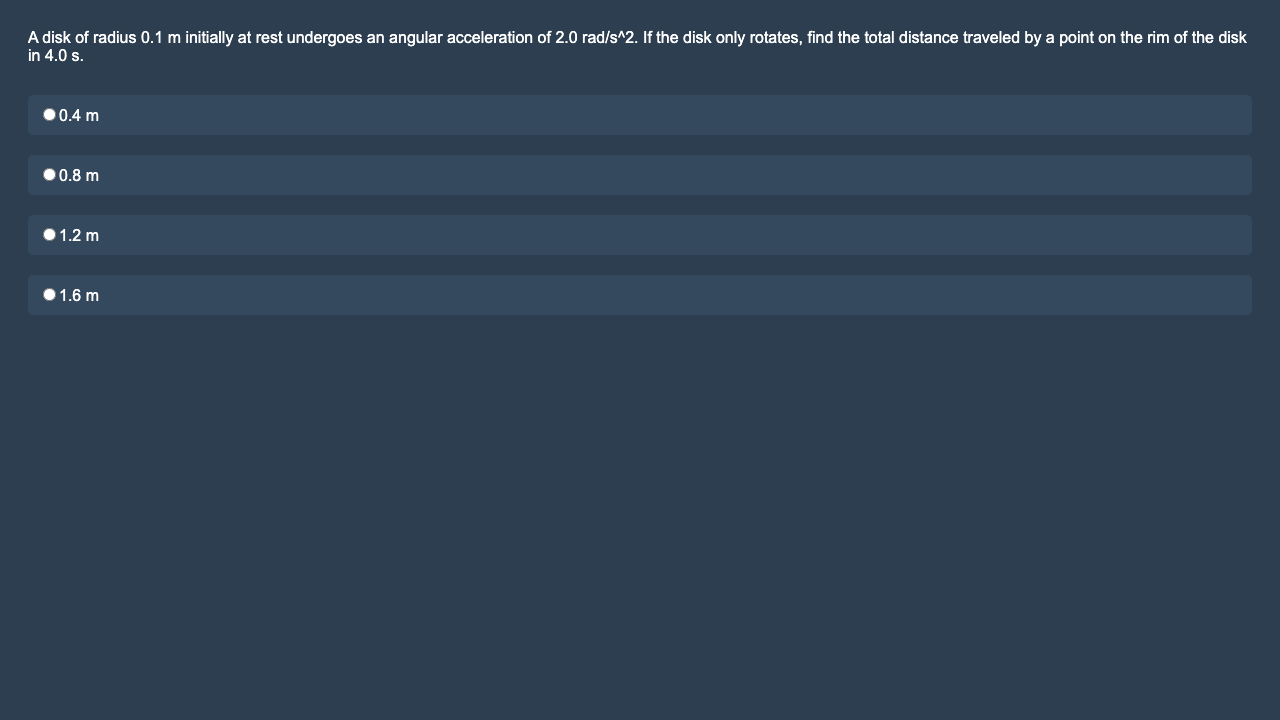 A disk of radius 0.1 m initially at rest undergoes an angular acceleration of 2.0 rad/s^2. If the disk only rotates, find the total distance traveled by a point on the rim of the disk
in 4.0 s.
0.4 m
0.8 m
1.2 m
1.6 m